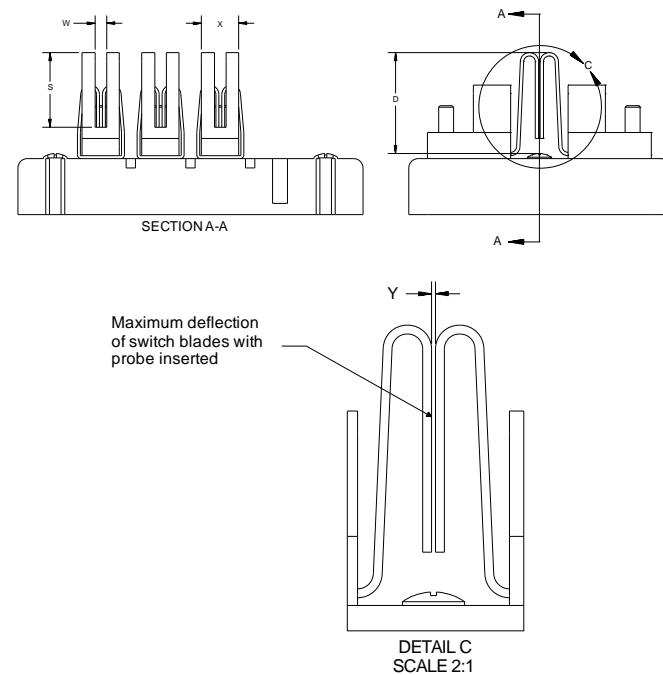 W
X
S
SECTION A-A
A
C
D
A
Y
Maximum deflection
of switch blades with
probe inserted
DETAIL C
SCALE 2:1